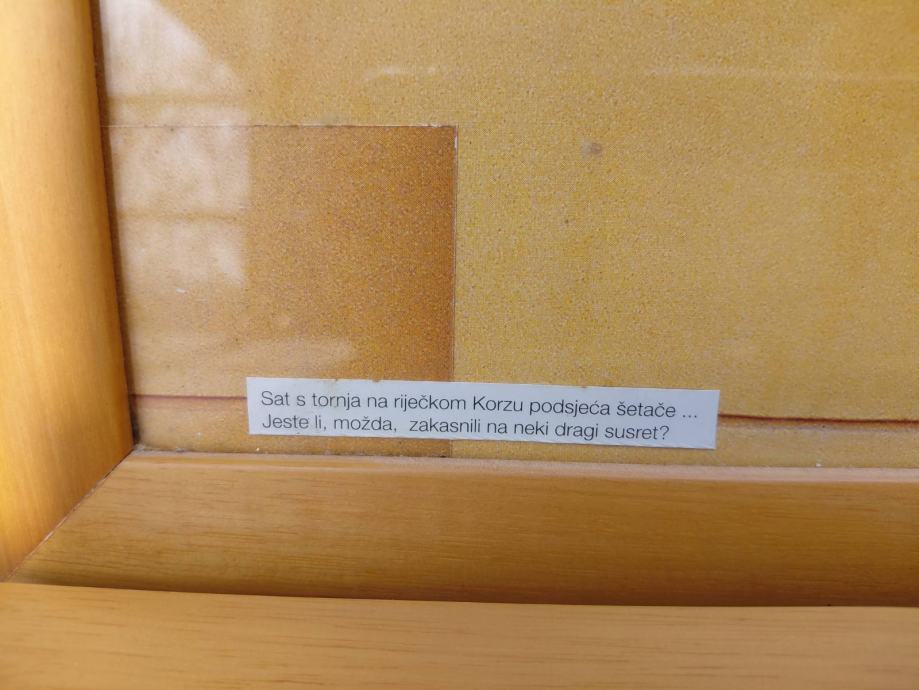 Sat s tornja na riječkom Korzu podsjeća šetače ...
Jeste li, možda, zakasnili na neki dragi susret?